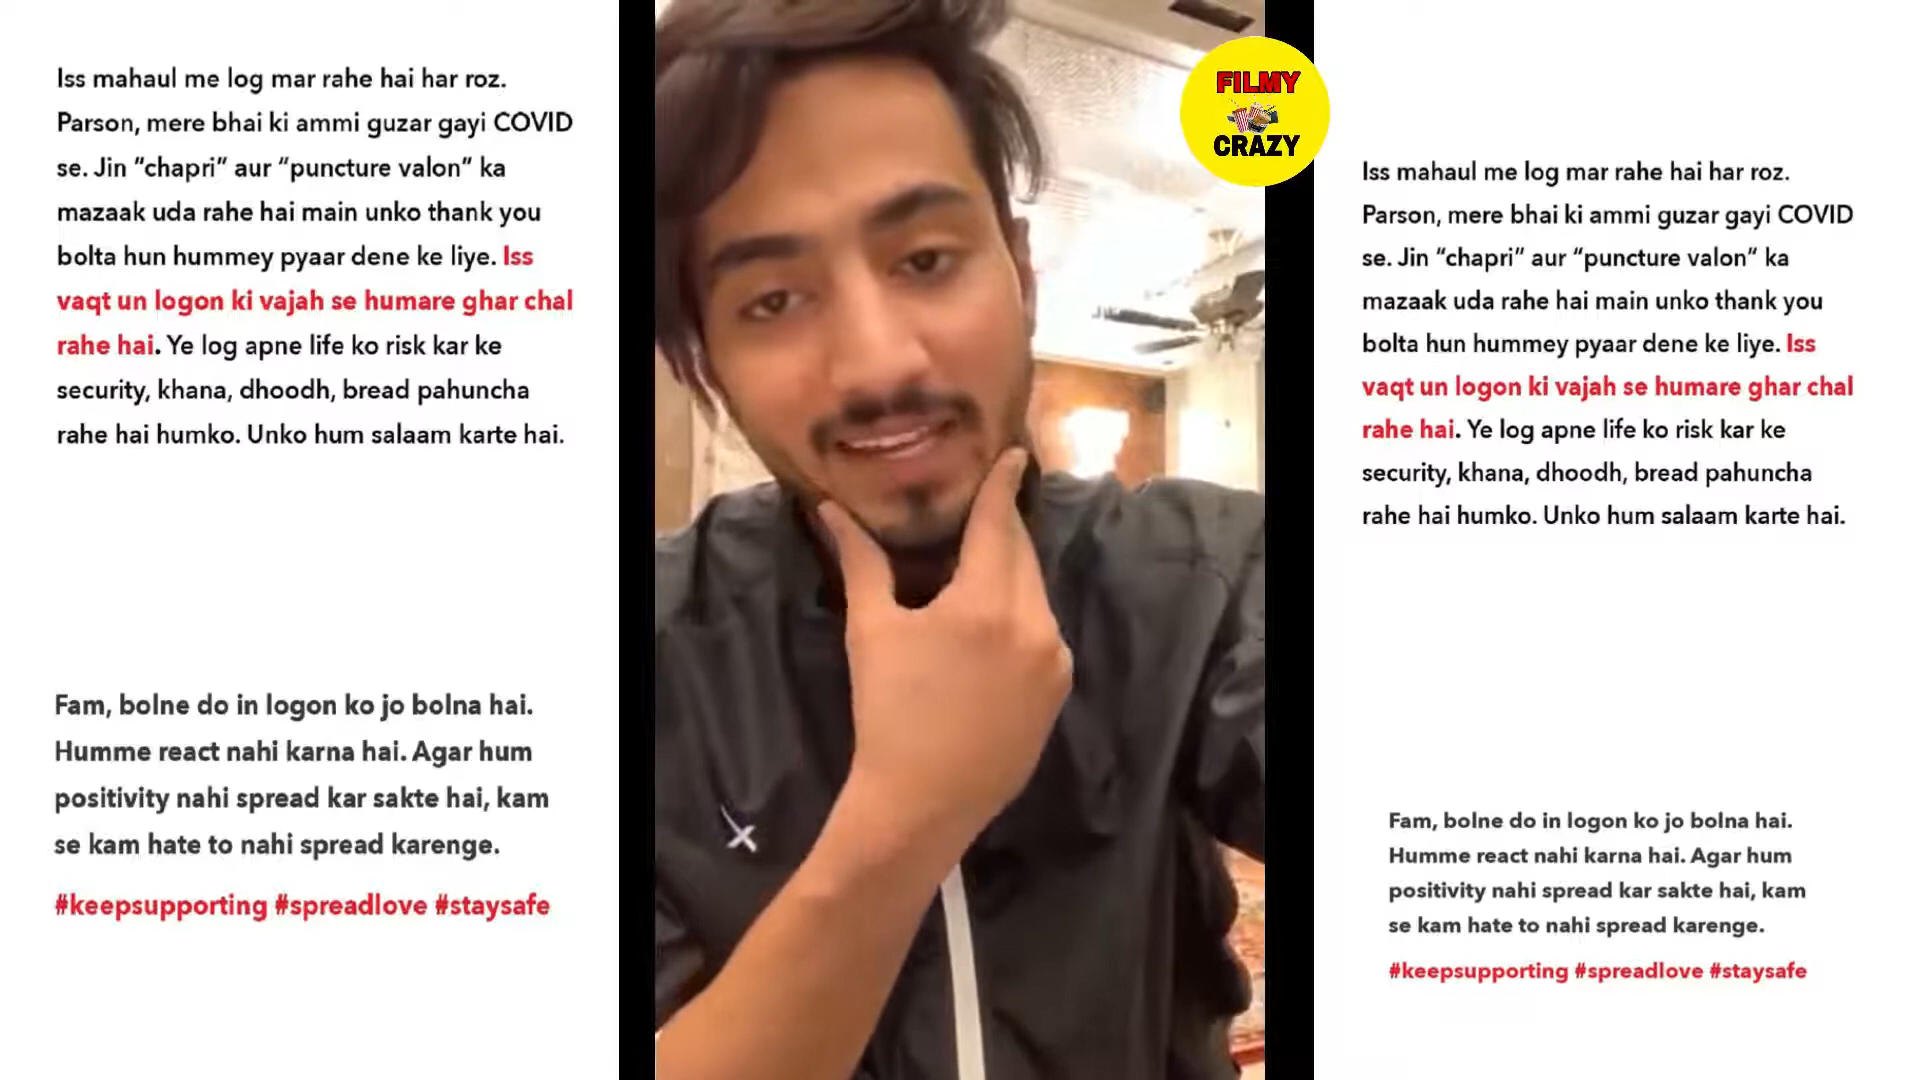 Iss mahaul me log mar rahe hai har roz.
Parson, mere bhai ki ammi guzar gayi COVID
se. Jin “chapri” aur “puncture valon” ka
mazaak uda rahe hai main unko thank you
bolta hun hummey pyaar dene ke liye. Iss
vaqt un logon ki vajah se humare ghar chal
rahe hai. Ye log apne life ko risk kar ke
security, khana, dhoodh, bread pahuncha
rahe hai humko. Unko hum salaam karte hai.
Fam, bolne do in logon ko jo bolna hai.
Humme react nahi karna hai. Agar hum
positivity nahi spread kar sakte hai, kam
se kam hate to nahi spread karenge.
#keepsupporting #spreadlove #staysafe
FILMY
CRAZY
Iss mahaul me log mar rahe hai har roz.
Parson, mere bhai ki ammi guzar gayi COVID
se. Jin “chapri” aur “puncture valon” ka
mazaak uda rahe hai main unko thank you
bolta hun hummey pyaar dene ke liye. Iss
vaqt un logon ki vajah se humare ghar chal
rahe hai. Ye log apne life ko risk kar ke
security, khana, dhoodh, bread pahuncha
rahe hai humko. Unko hum salaam karte hai.
Fam, bolne do in logon ko jo bolna hai.
Humme react nahi karna hai. Agar hum
positivity nahi spread kar sakte hai, kam
se kam hate to nahi spread karenge.
#keepsupporting #spreadlove #staysafe